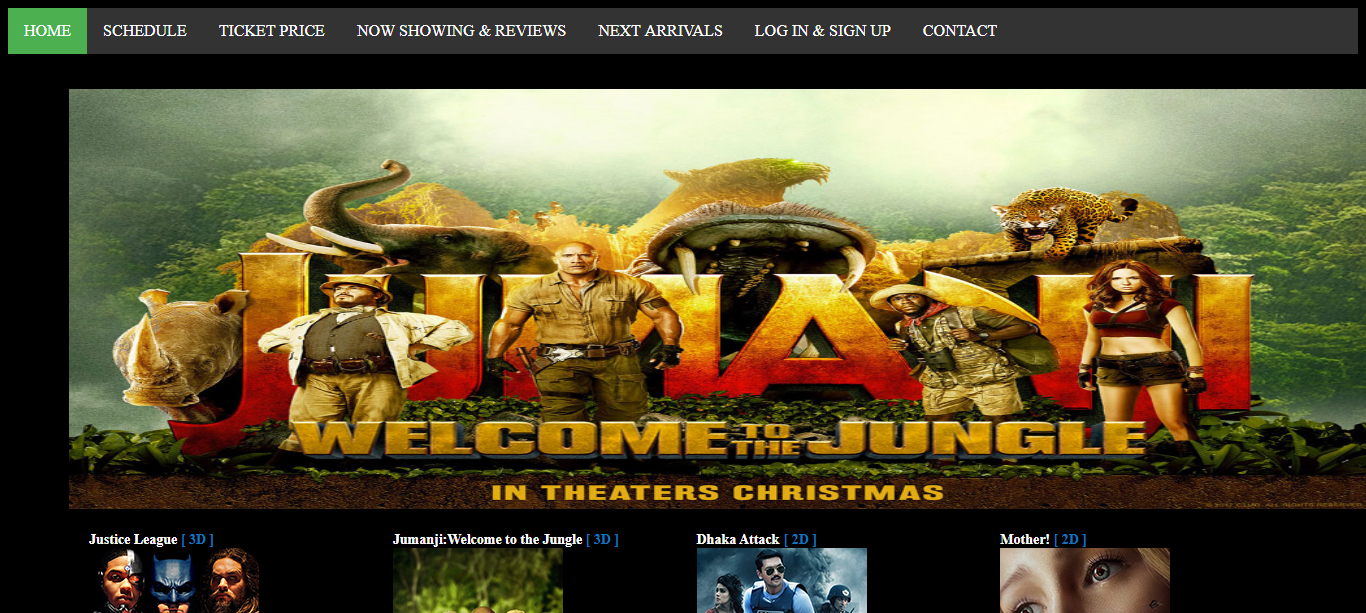 HOME SCHEDULE TICKET PRICE NOW SHOWING & REVIEWS NEXT ARRIVALS LOG IN & SIGN UP CONTACT
JUMANJI
WELCOME TO THE JUNGLE
IN THEATERS CHRISTMAS
Justice League [ 3D ] Jumanji:Welcome to the Jungle [ 3D ] Dhaka Attack [ 2D ] Mother! [ 2D ]